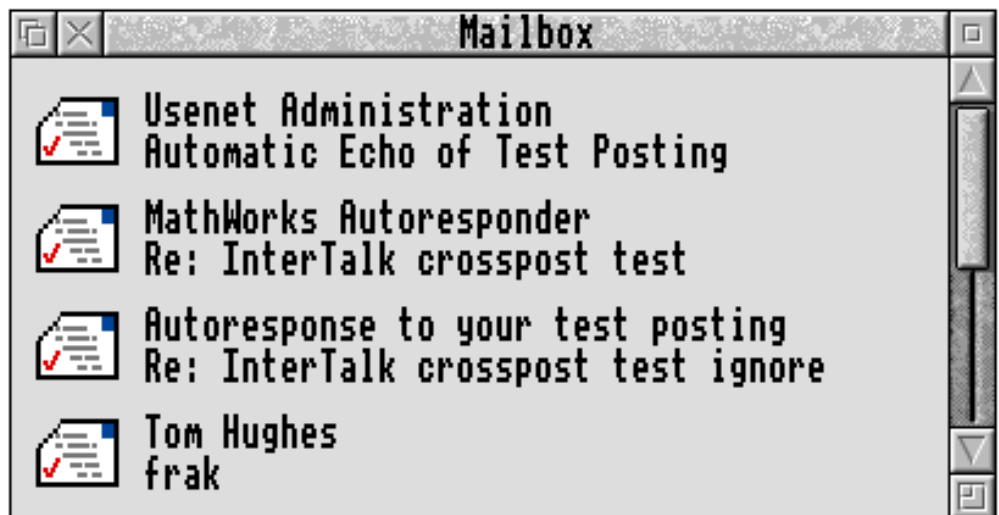 Mailbox
Usenet Administration
Automatic Echo of Test Posting
MathWorks Autoresponder
Re: InterTalk crosspost test
Autoresponse to your test posting
Re: InterTalk crosspost test ignore
Tom Hughes
frak